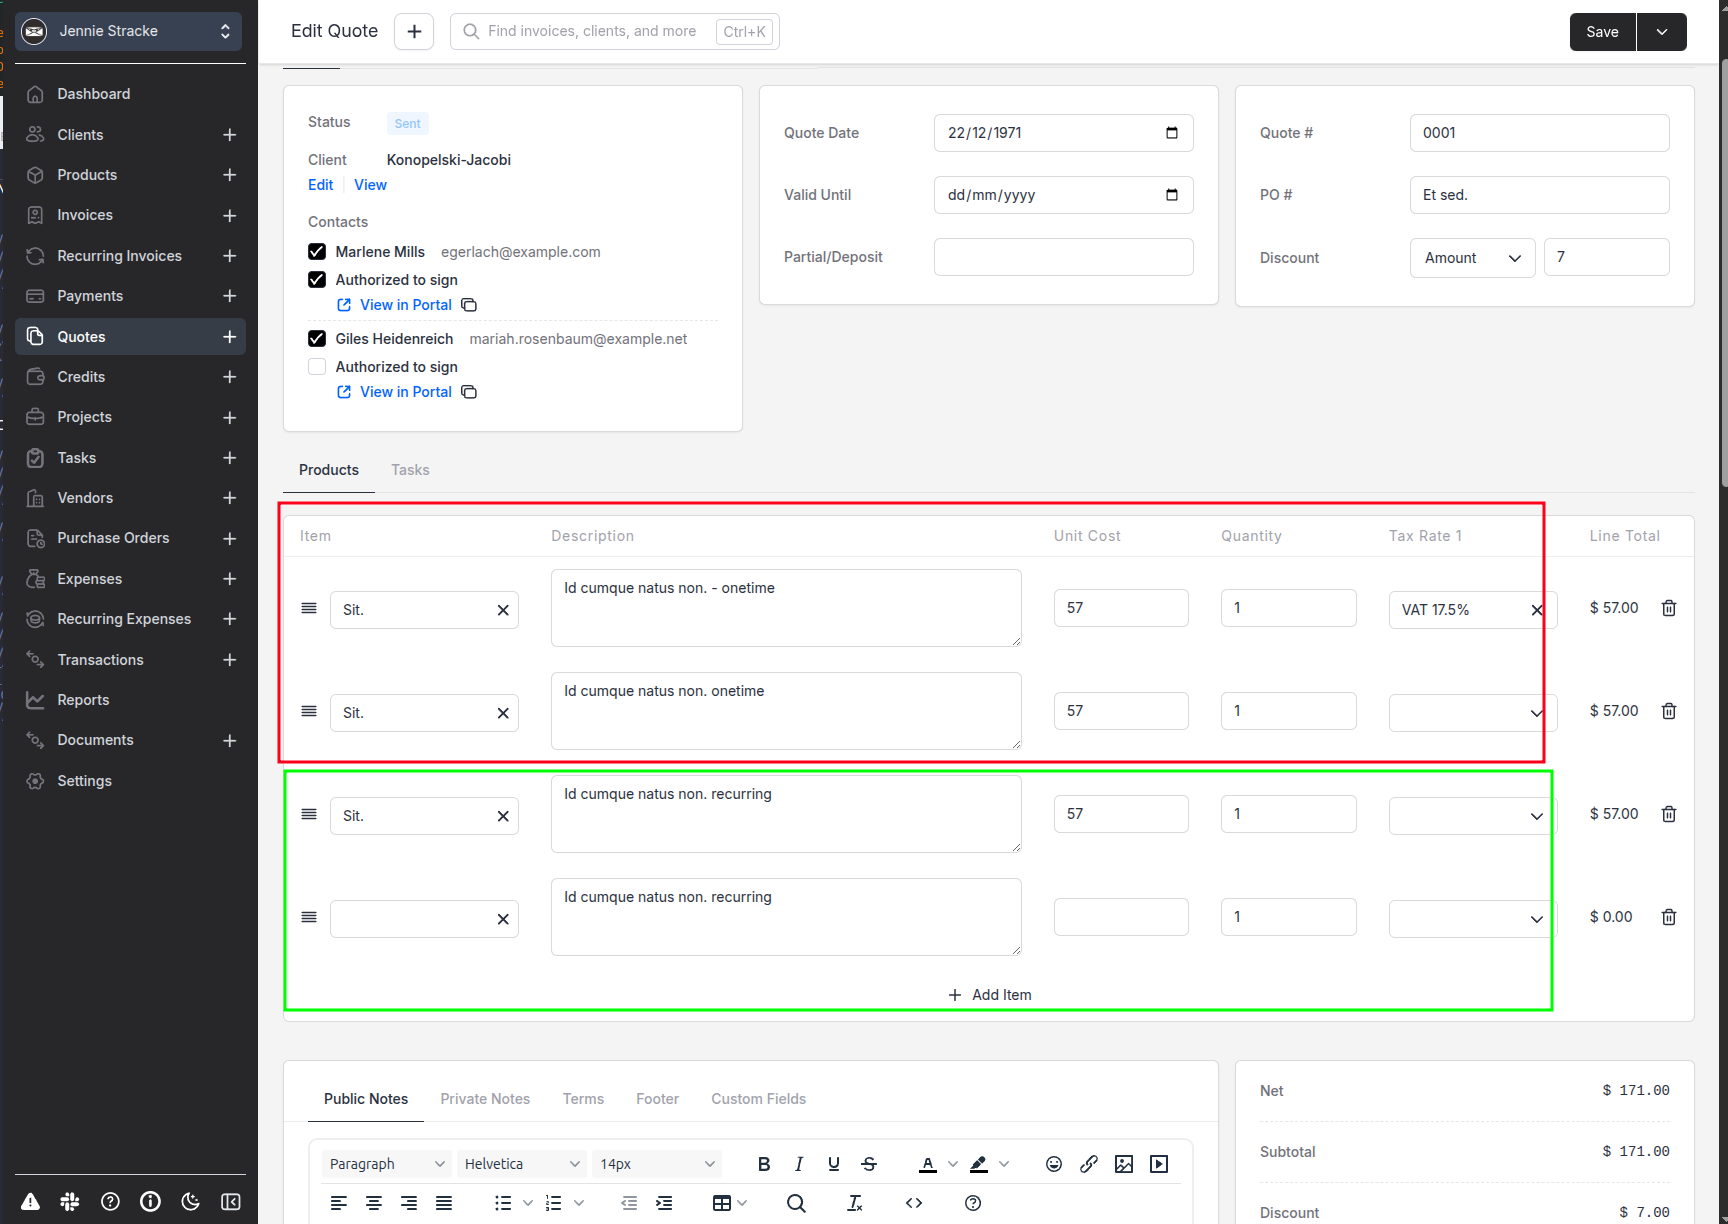 Jennie Stracke
Edit Quote
Find invoices, clients, and more
Ctrl+K
Save
Dashboard
Clients
Products
Invoices
Recurring Invoices
Payments
Quotes
Credits
Projects
Tasks
Vendors
Purchase Orders
Expenses
Recurring Expenses
Transactions
Reports
Documents
Settings
Status Sent
Client Konopelski-Jacobi
Edit View
Contacts
Marlene Mills egerlach@example.com
Authorized to sign
View in Portal
Giles Heidenreich mariah.rosenbaum@example.net
Authorized to sign
View in Portal
Quote Date 22/12/1971
Valid Until dd/mm/yyyy
Partial/Deposit
Quote # 0001
PO # Et sed.
Discount Amount 7
Products Tasks
Item Description Unit Cost Quantity Tax Rate 1 Line Total
Sit. Id cumque natus non. - onetime 57 1 VAT 17.5% $ 57.00
Sit. Id cumque natus non. onetime 57 1 $ 57.00
Sit. Id cumque natus non. recurring 57 1 $ 57.00
Id cumque natus non. recurring 1 $ 0.00
Add Item
Public Notes Private Notes Terms Footer Custom Fields
Paragraph Helvetica 14px
Net $ 171.00
Subtotal $ 171.00
Discount $ 7.00